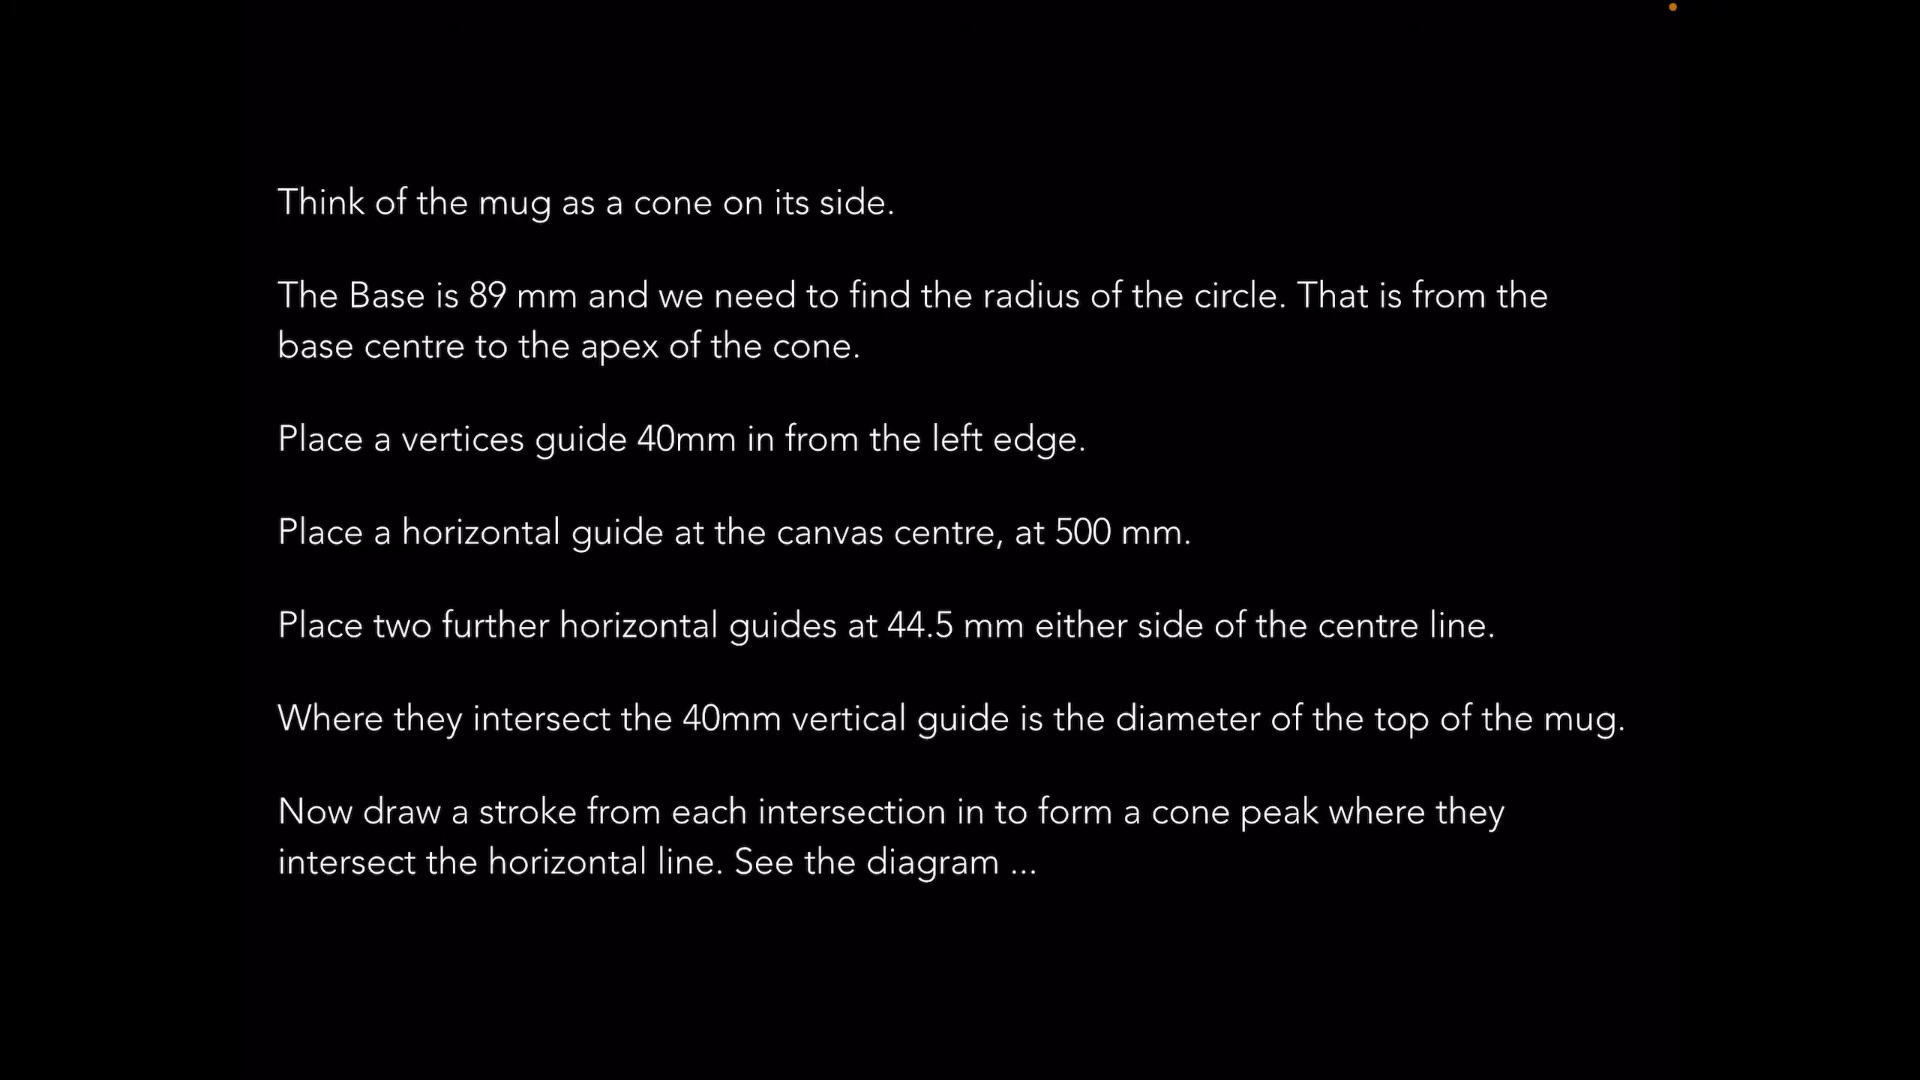 Think of the mug as a cone on its side.
The Base is 89 mm and we need to find the radius of the circle. That is from the
base centre to the apex of the cone.
Place a vertices guide 40mm in from the left edge.
Place a horizontal guide at the canvas centre, at 500 mm.
Place two further horizontal guides at 44.5 mm either side of the centre line.
Where they intersect the 40mm vertical guide is the diameter of the top of the mug.
Now draw a stroke from each intersection in to form a cone peak where they
intersect the horizontal line. See the diagram ...